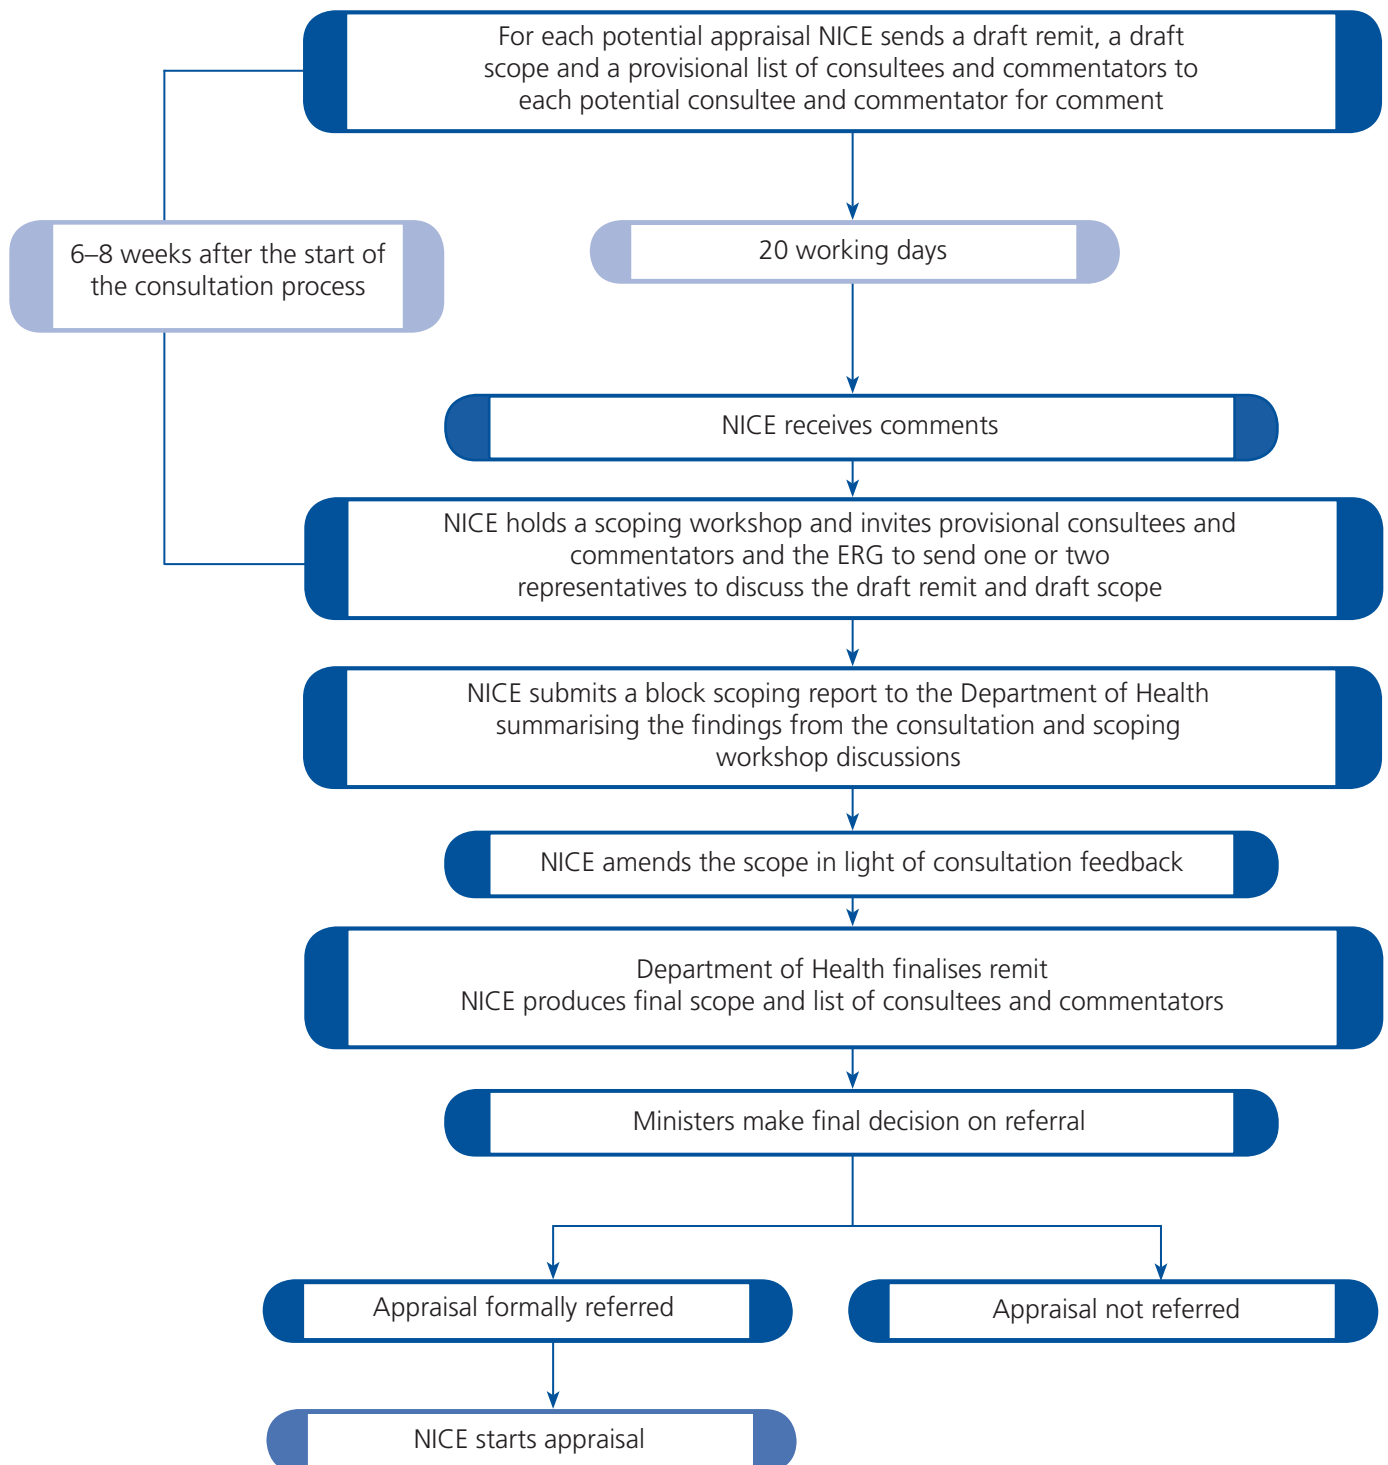 For each potential appraisal NICE sends a draft remit, a draft
scope and a provisional list of consultees and commentators to
each potential consultee and commentator for comment
6–8 weeks after the start of
the consultation process
20 working days
NICE receives comments
NICE holds a scoping workshop and invites provisional consultees and
commentators and the ERG to send one or two
representatives to discuss the draft remit and draft scope
NICE submits a block scoping report to the Department of Health
summarising the findings from the consultation and scoping
workshop discussions
NICE amends the scope in light of consultation feedback
Department of Health finalises remit
NICE produces final scope and list of consultees and commentators
Ministers make final decision on referral
Appraisal formally referred
Appraisal not referred
NICE starts appraisal